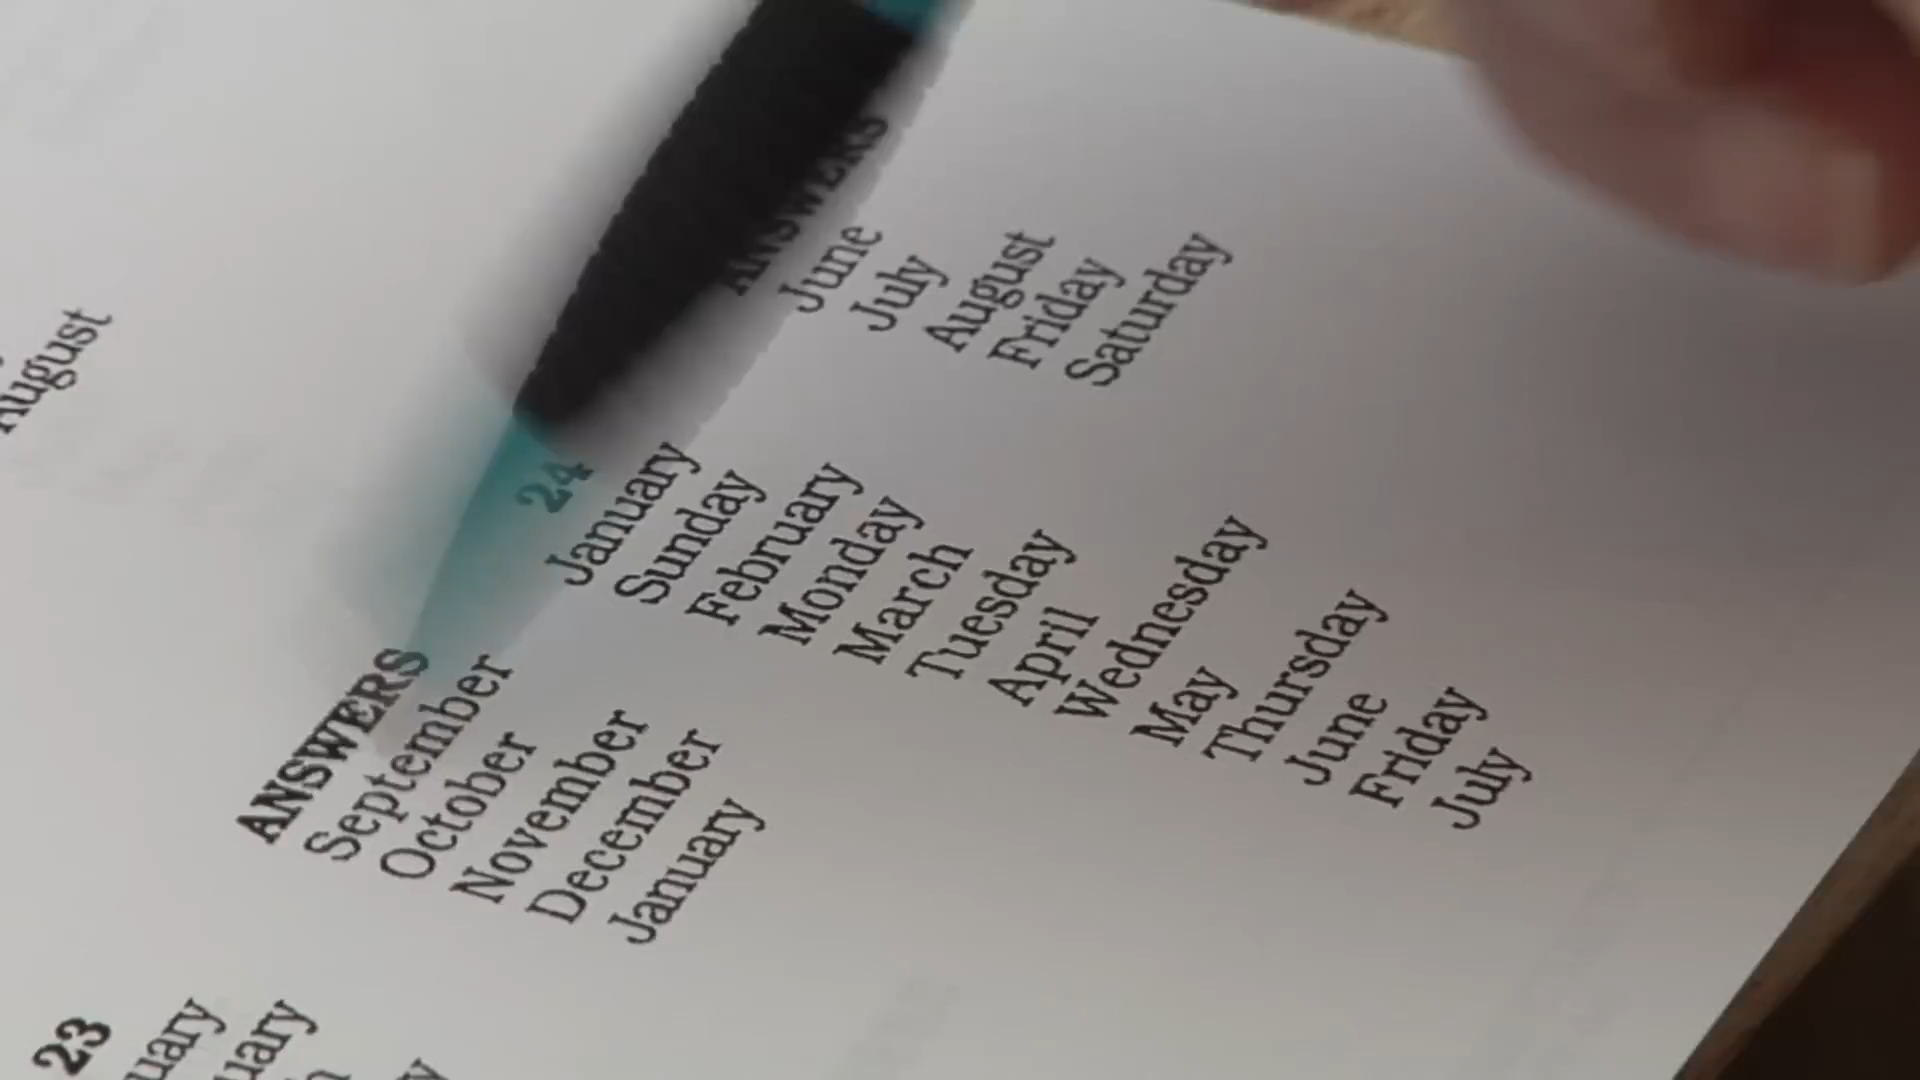 August
23
ANSWERS
September
October
November
December
January
24
January
Sunday
February
Monday
March
Tuesday
April
Wednesday
May
Thursday
June
Friday
July
ANSWERS
June
July
August
Friday
Saturday